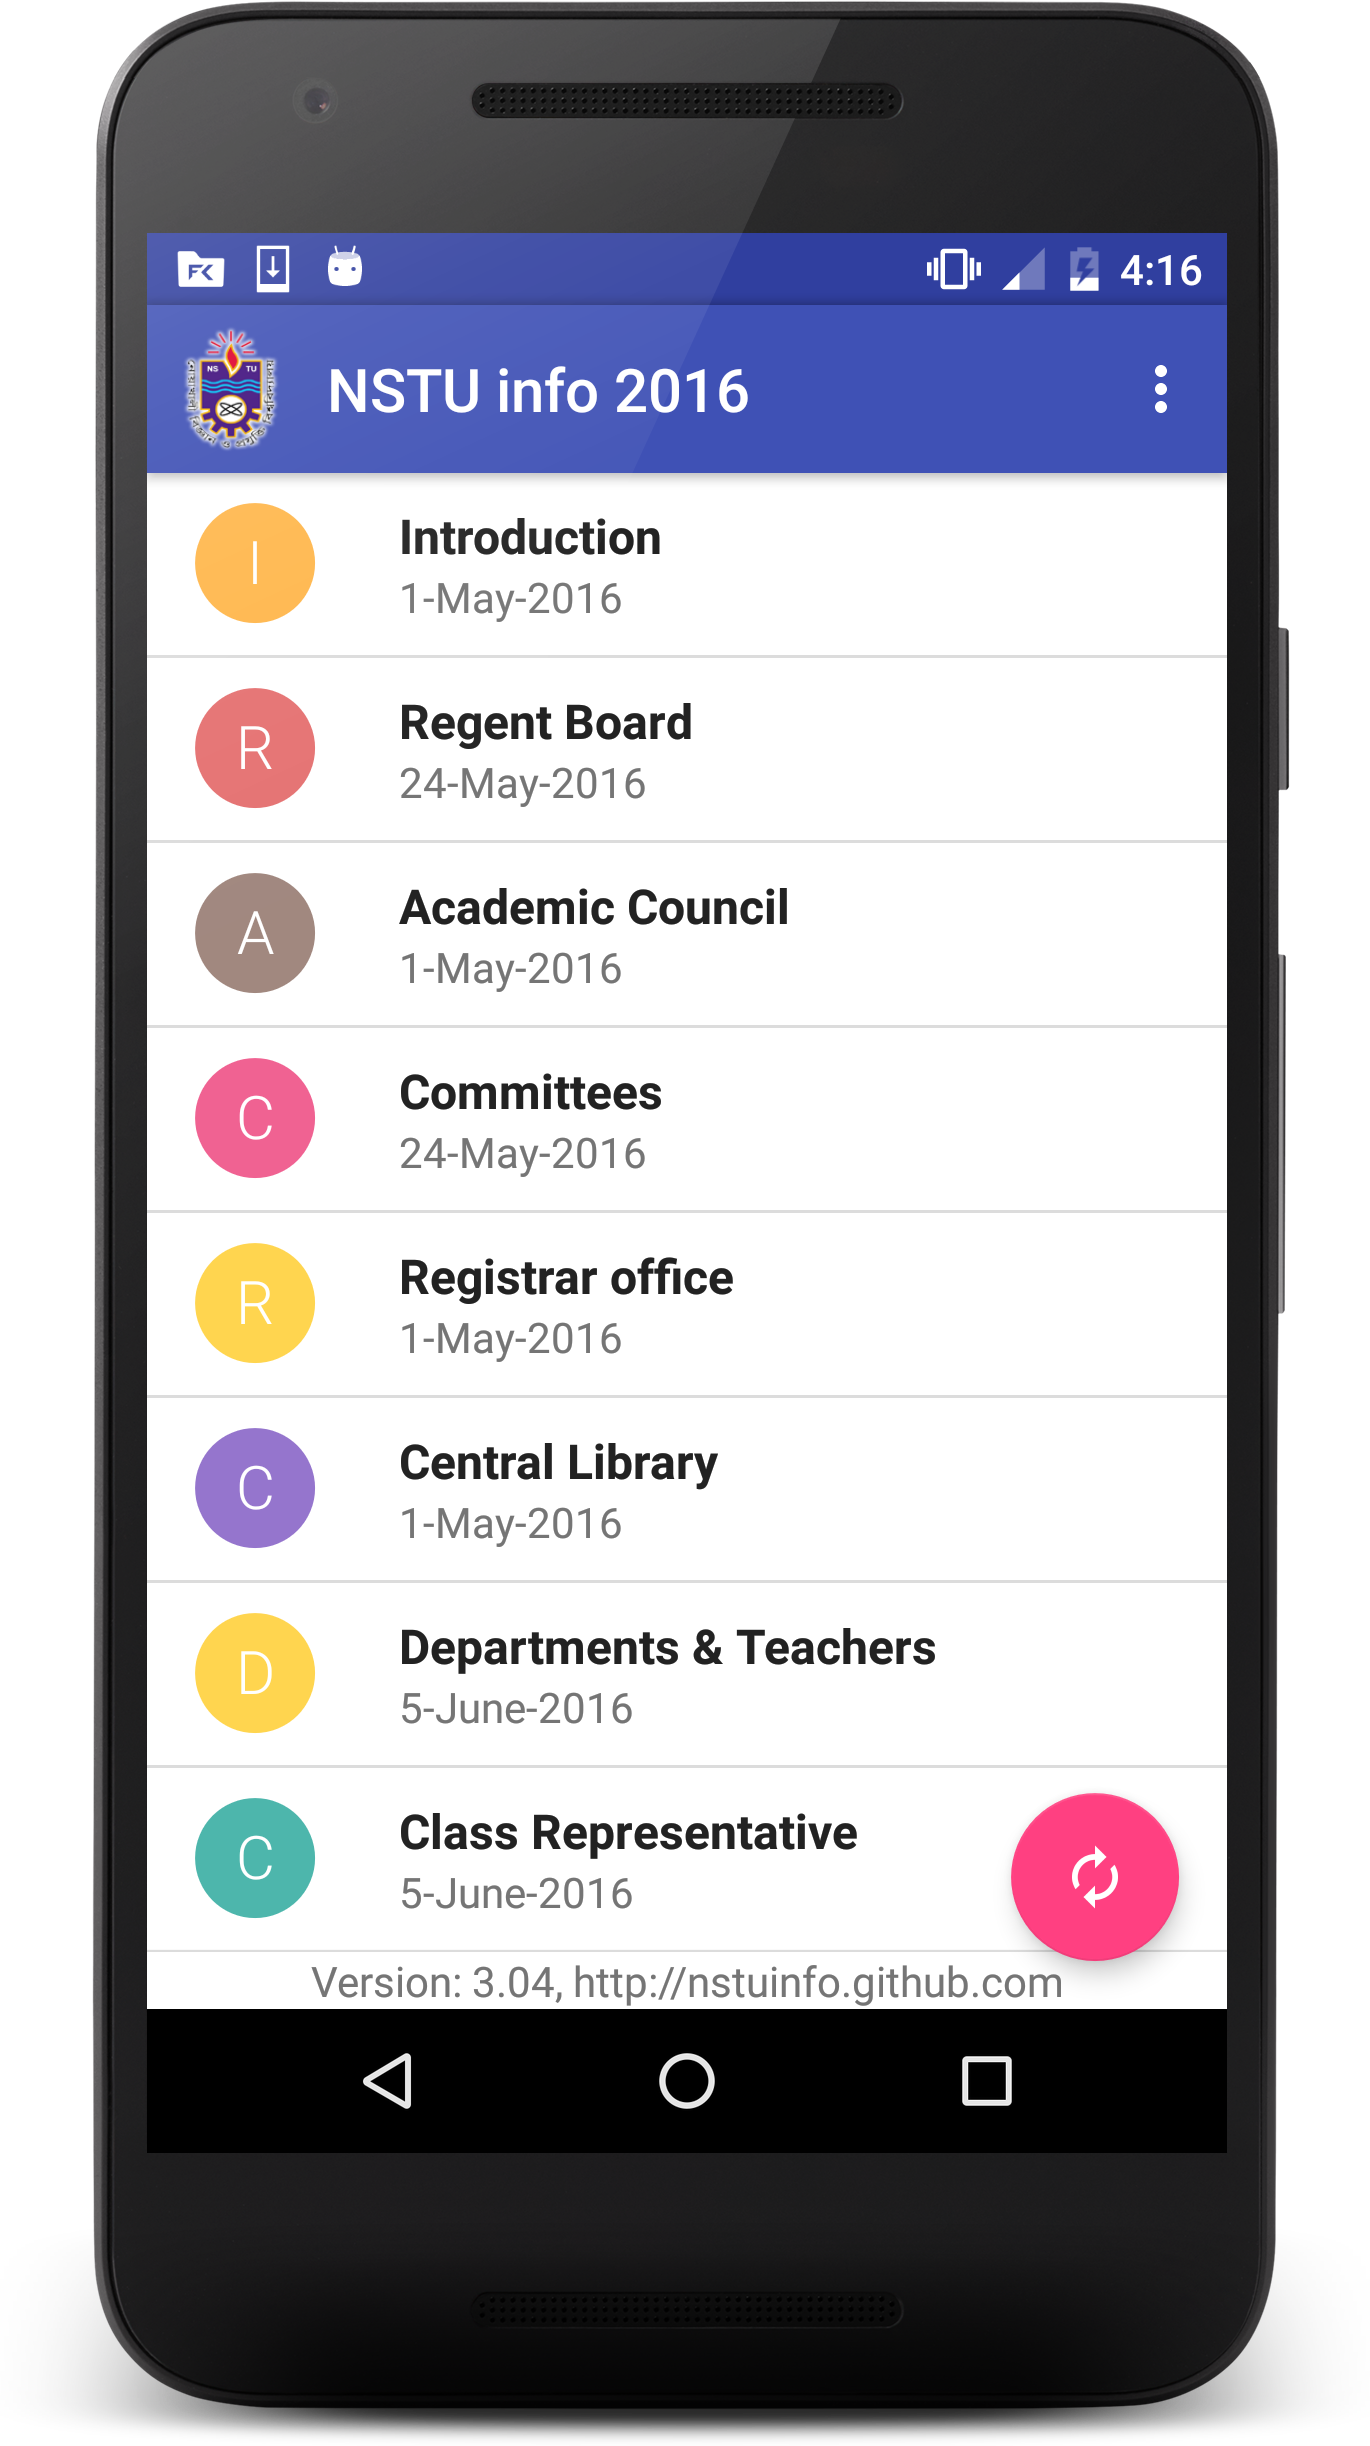 4:16
NS TU
NSTU info 2016
I
Introduction
1-May-2016
R
Regent Board
24-May-2016
A
Academic Council
1-May-2016
C
Committees
24-May-2016
R
Registrar office
1-May-2016
C
Central Library
1-May-2016
D
Departments & Teachers
5-June-2016
C
Class Representative
5-June-2016
Version: 3.04, http://nstuinfo.github.com